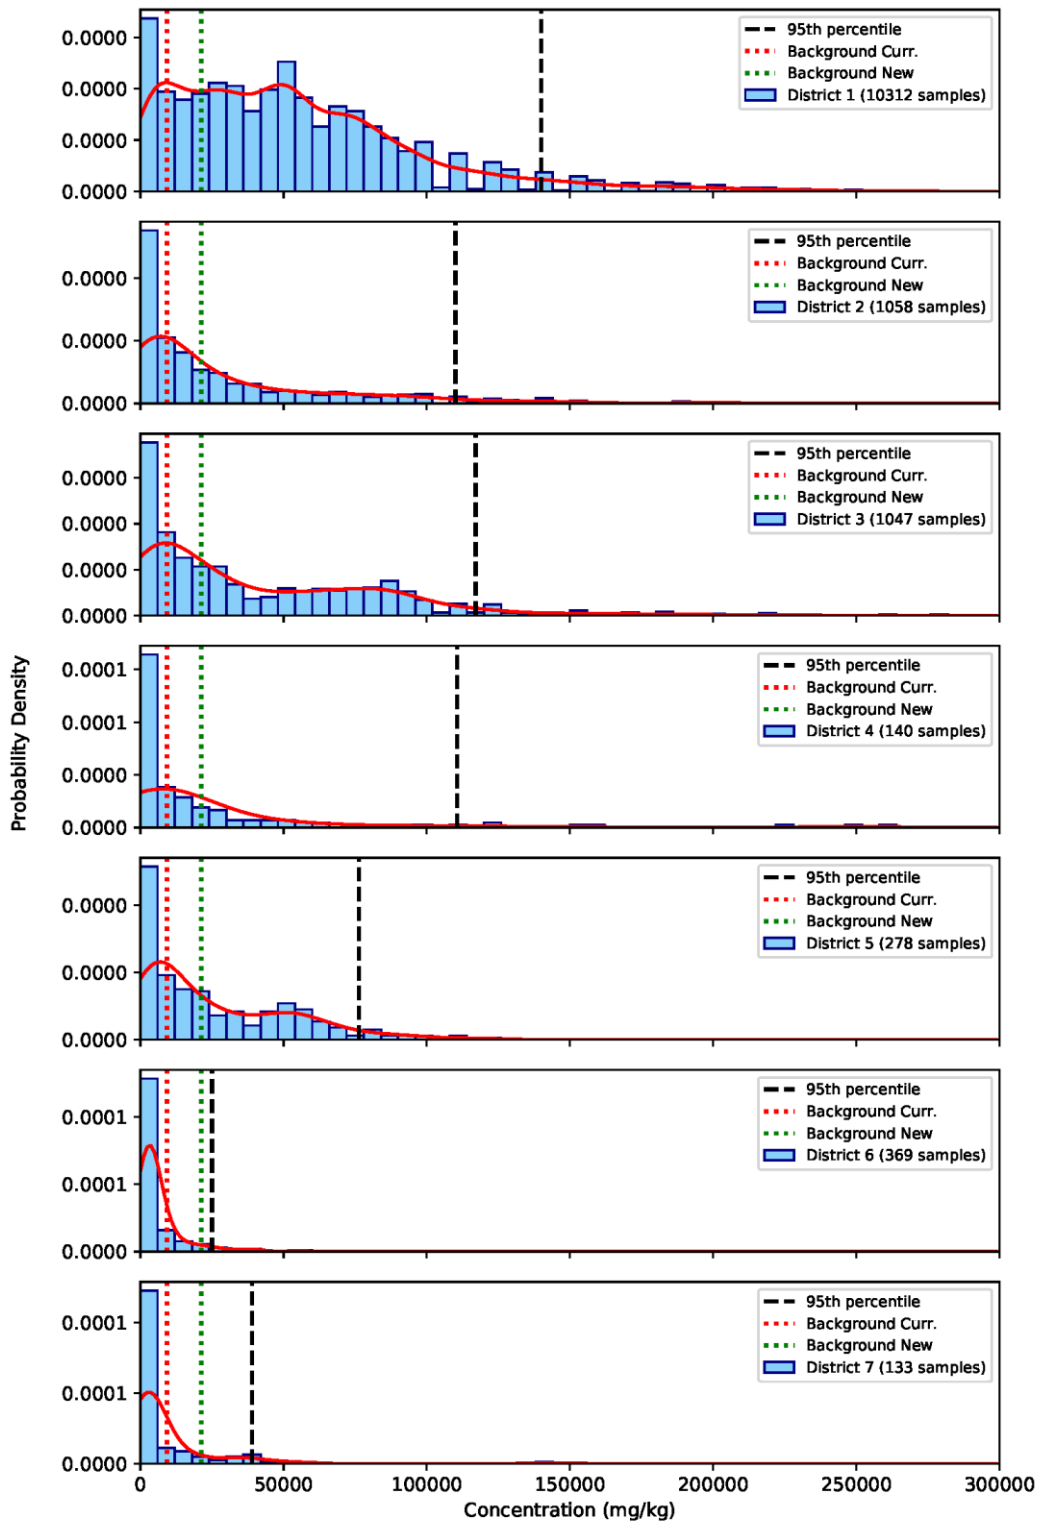 0.0000
0.0000
0.0000
0.0000
95th percentile
Background Curr.
Background New
District 1 (10312 samples)
0.0000
0.0000
0.0000
95th percentile
Background Curr.
Background New
District 2 (1058 samples)
0.0000
0.0000
0.0000
0.0000
95th percentile
Background Curr.
Background New
District 3 (1047 samples)
Probability Density
0.0001
0.0001
0.0000
0.0000
95th percentile
Background Curr.
Background New
District 4 (140 samples)
0.0000
0.0000
0.0000
95th percentile
Background Curr.
Background New
District 5 (278 samples)
0.0001
0.0001
0.0000
95th percentile
Background Curr.
Background New
District 6 (369 samples)
0.0001
0.0001
0.0000
95th percentile
Background Curr.
Background New
District 7 (133 samples)
0 50000 100000 150000 200000 250000 300000
Concentration (mg/kg)